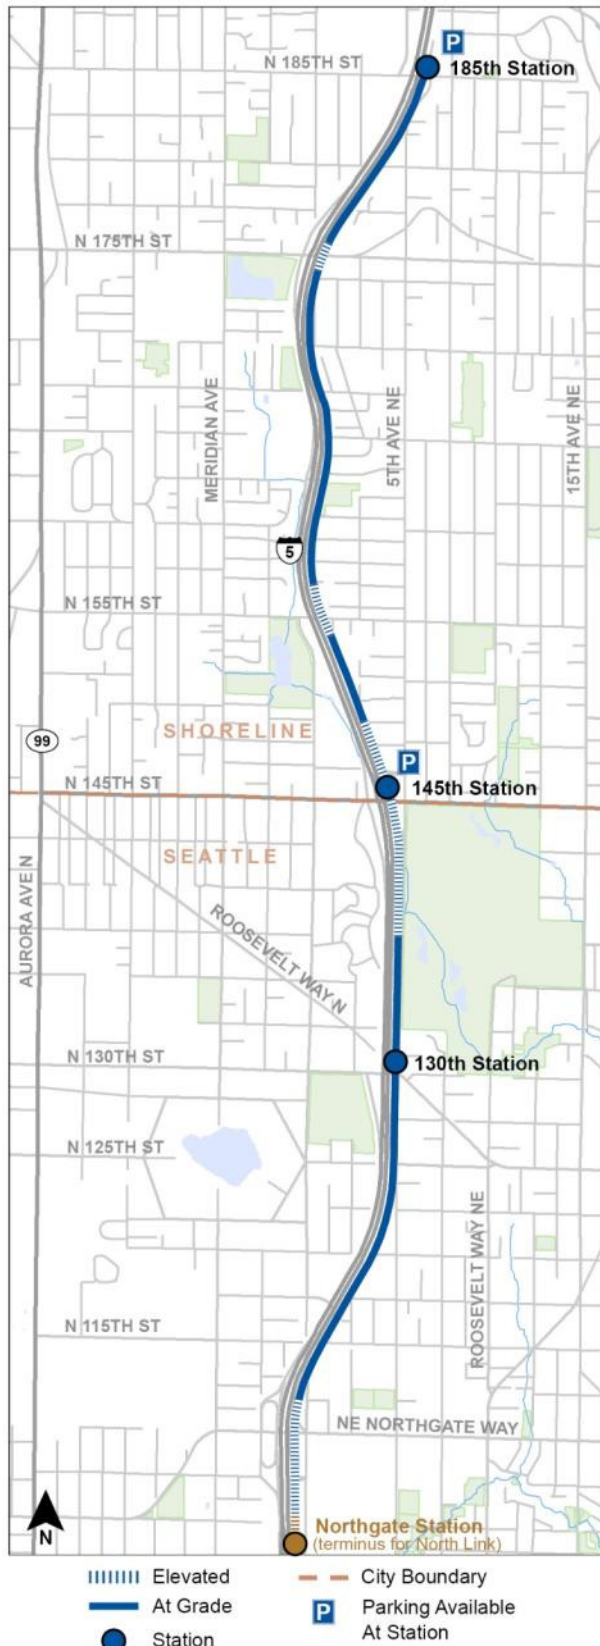 P
N 185TH ST
185th Station
N 175TH ST
MERIDIAN AVE
5TH AVE NE
15TH AVE NE
5
N 155TH ST
SHORELINE
99
P
N 145TH ST
145th Station
SEATTLE
AURORA AVE N
ROOSEVELT WAY N
N 130TH ST
130th Station
N 125TH ST
ROOSEVELT WAY NE
N 115TH ST
NE NORTHGATE WAY
N
Northgate Station
(terminus for North Link)
Elevated
City Boundary
At Grade
P Parking Available
At Station
Station